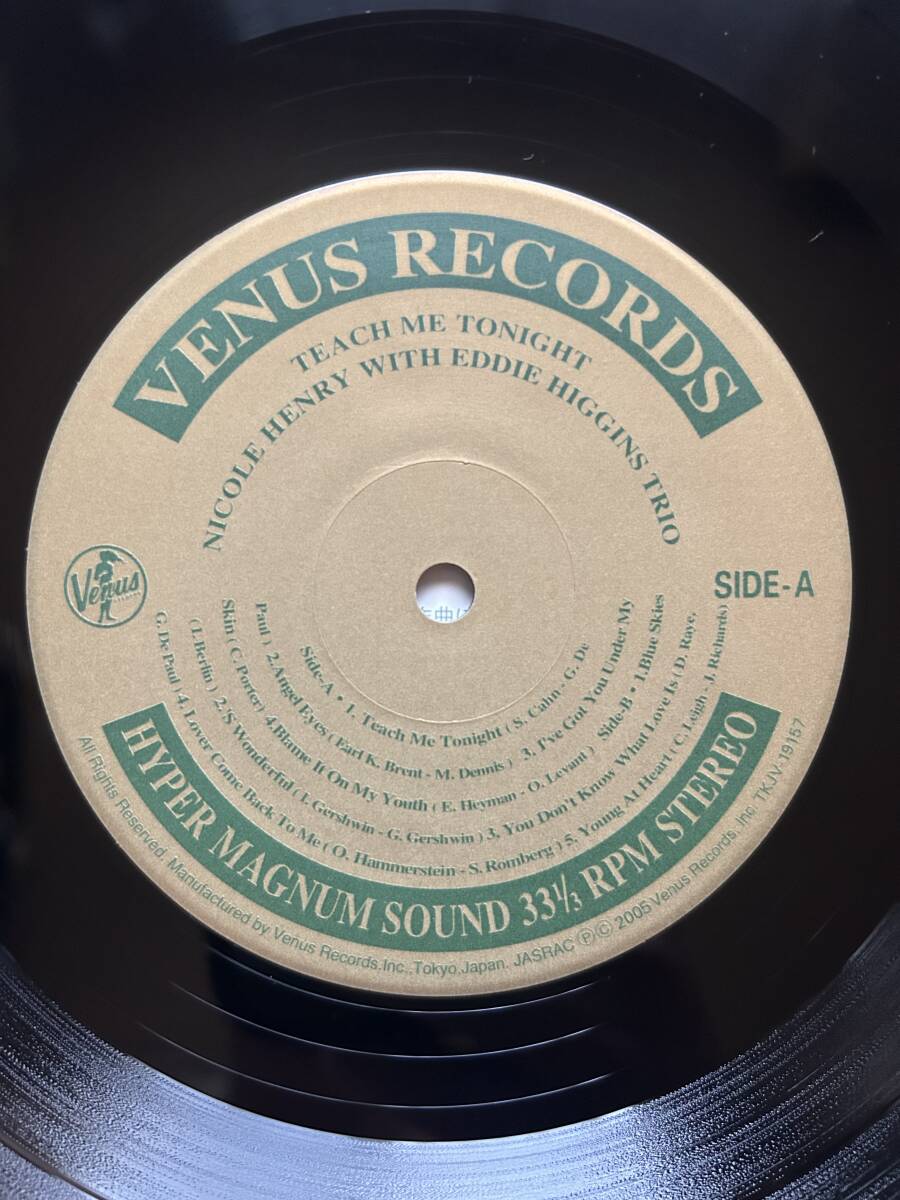 VENUS RECORDS
TEACH ME TONIGHT
NICOLE HENRY WITH EDDIE HIGGINS TRIO
Venus
RECORDS
SIDE-A
作曲
Side-A • 1. Teach Me Tonight ( S. Cahn - G. De
Paul ) 2.Angel Eyes ( Earl K. Brent - M. Dennis ) 3. I've Got You Under My
Skin ( C. Porter) 4.Blame It On My Youth ( E. Heyman - O. Levant) Side-B • 1.Blue Skies
(I. Berlin) 2.'S Wonderful ( I. Gershwin - G. Gershwin ) 3. You Don't Know What Love Is ( D. Raye,
G. De Paul ) 4. Lover Come Back To Me ( O. Hammerstein - S. Romberg ) 5. Young At Heart ( C. Leigh - J. Richards)
HYPER MAGNUM SOUND 33 1/3 RPM STEREO
All Rights Reserved. Manufactured by Venus Records,Inc.,Tokyo,Japan. JASRAC Ⓟ © 2005 Venus Records, Inc. TKJV-19157